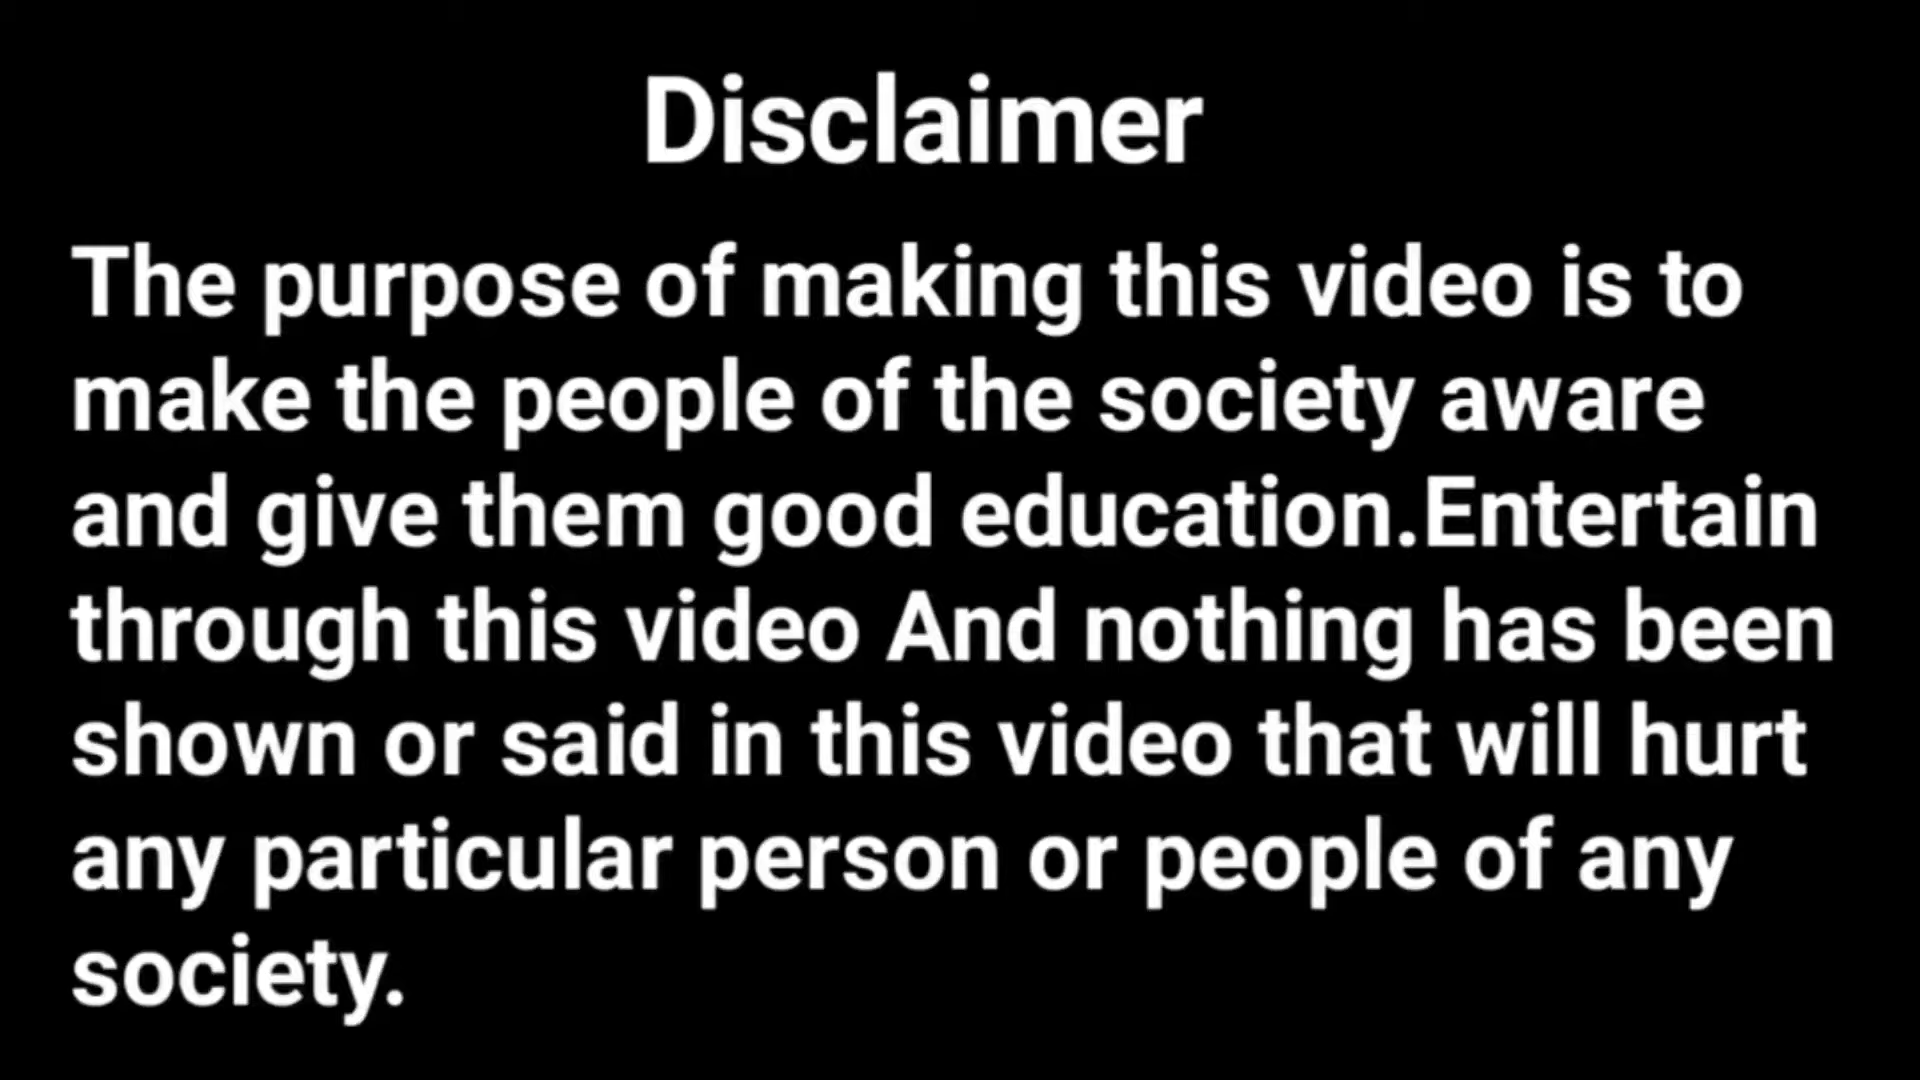 Disclaimer
The purpose of making this video is to
make the people of the society aware
and give them good education.Entertain
through this video And nothing has been
shown or said in this video that will hurt
any particular person or people of any
society.